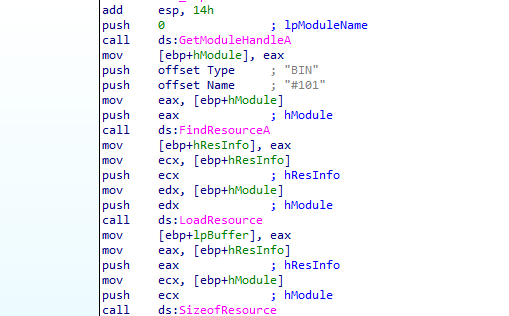 add esp, 14h
push 0 ; lpModuleName
call ds:GetModuleHandleA
mov [ebp+hModule], eax
push offset Type ; "BIN"
push offset Name ; "#101"
mov eax, [ebp+hModule]
push eax ; hModule
call ds:FindResourceA
mov [ebp+hResInfo], eax
mov ecx, [ebp+hResInfo]
push ecx ; hResInfo
mov edx, [ebp+hModule]
push edx ; hModule
call ds:LoadResource
mov [ebp+lpBuffer], eax
mov eax, [ebp+hResInfo]
push eax ; hResInfo
mov ecx, [ebp+hModule]
push ecx ; hModule
call ds:SizeofResource